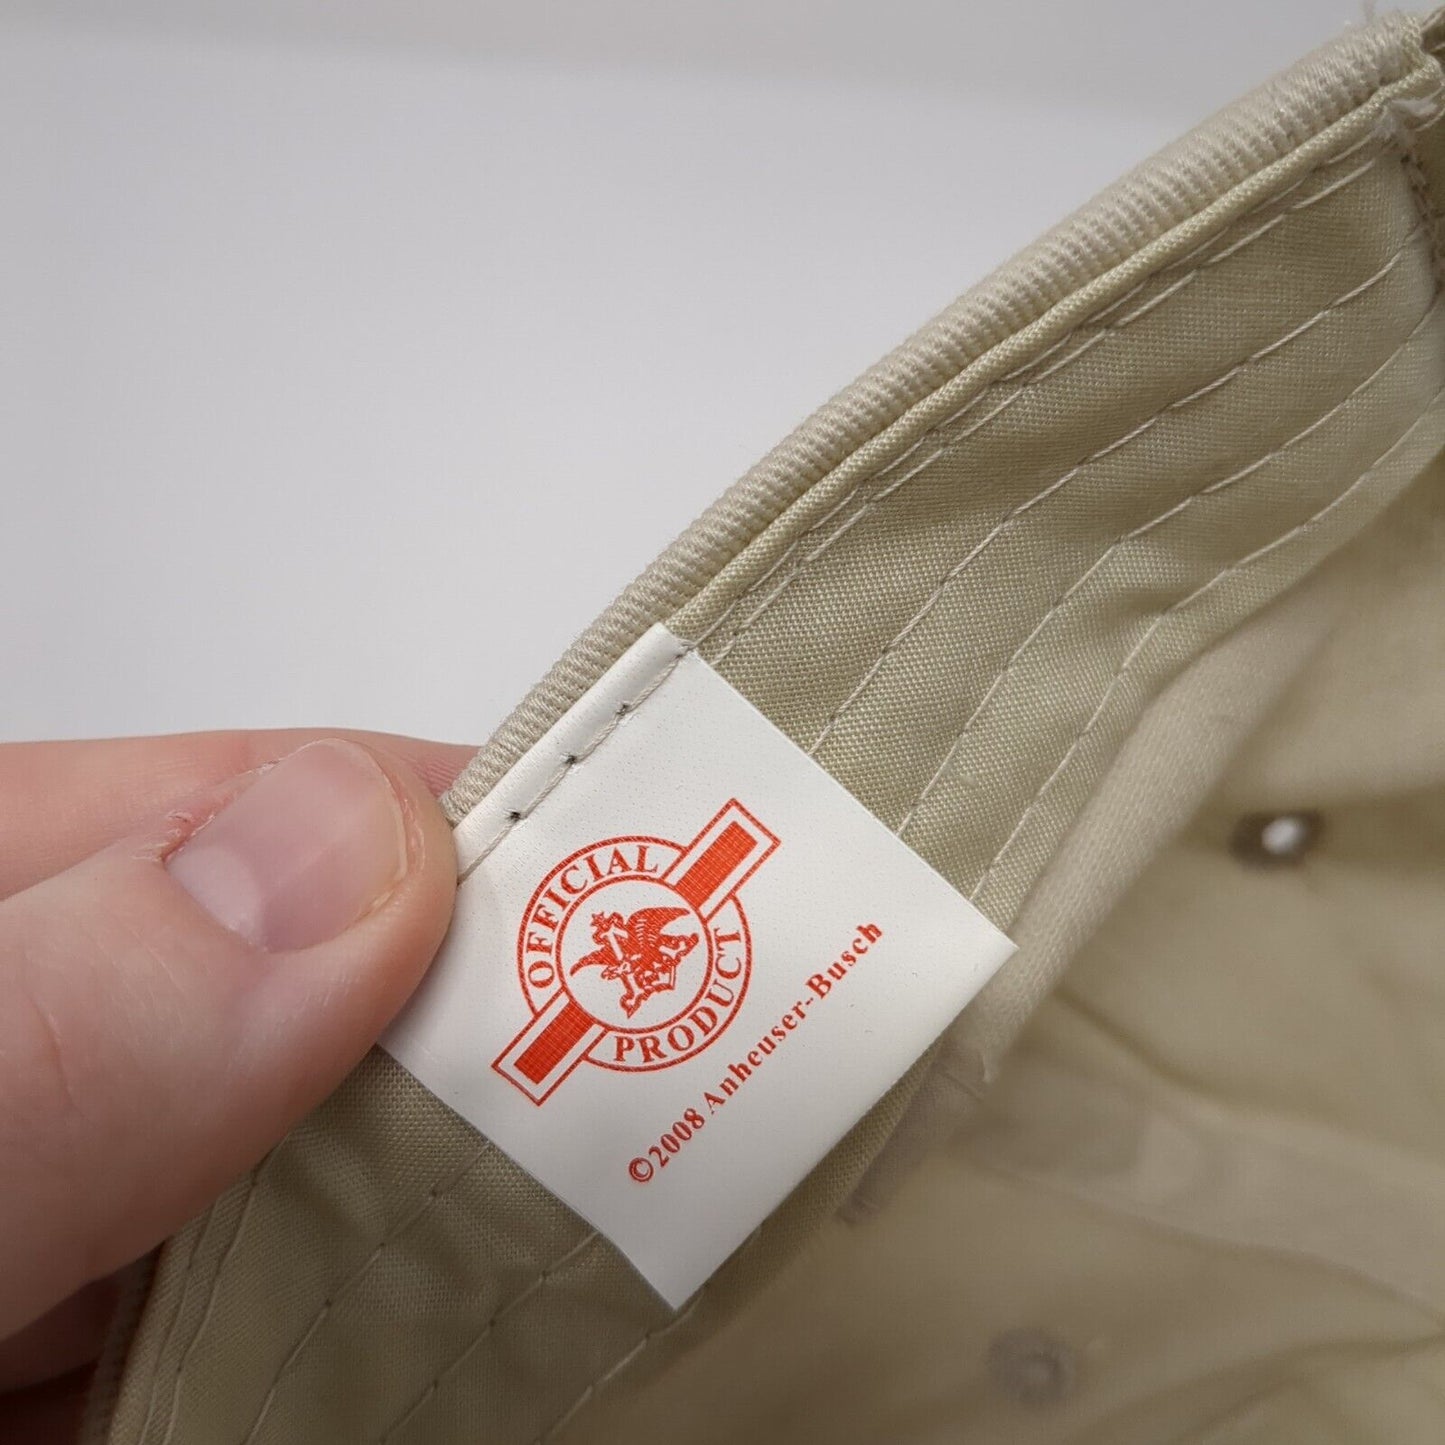 OFFICIAL
PRODUCT
©2008 Anheuser-Busch